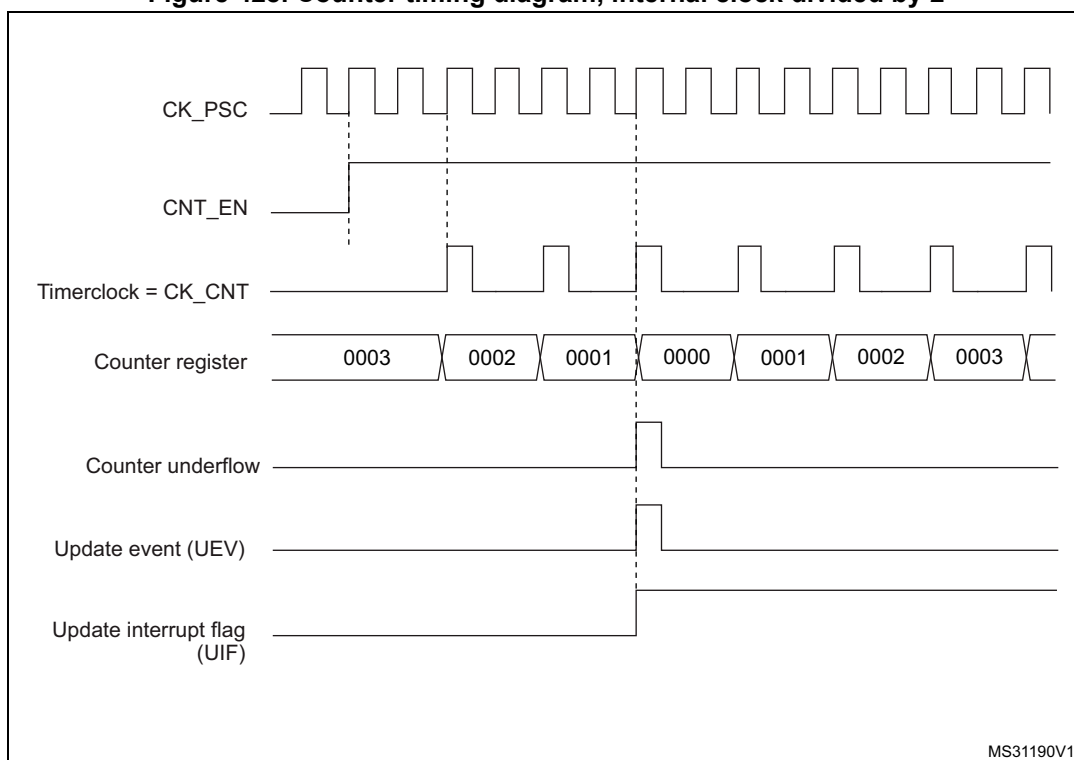 Figure 428. Counter timing diagram, internal clock divided by 2
CK_PSC
CNT_EN
Timerclock = CK_CNT
Counter register
0003
0002
0001
0000
0001
0002
0003
Counter underflow
Update event (UEV)
Update interrupt flag
(UIF)
MS31190V1